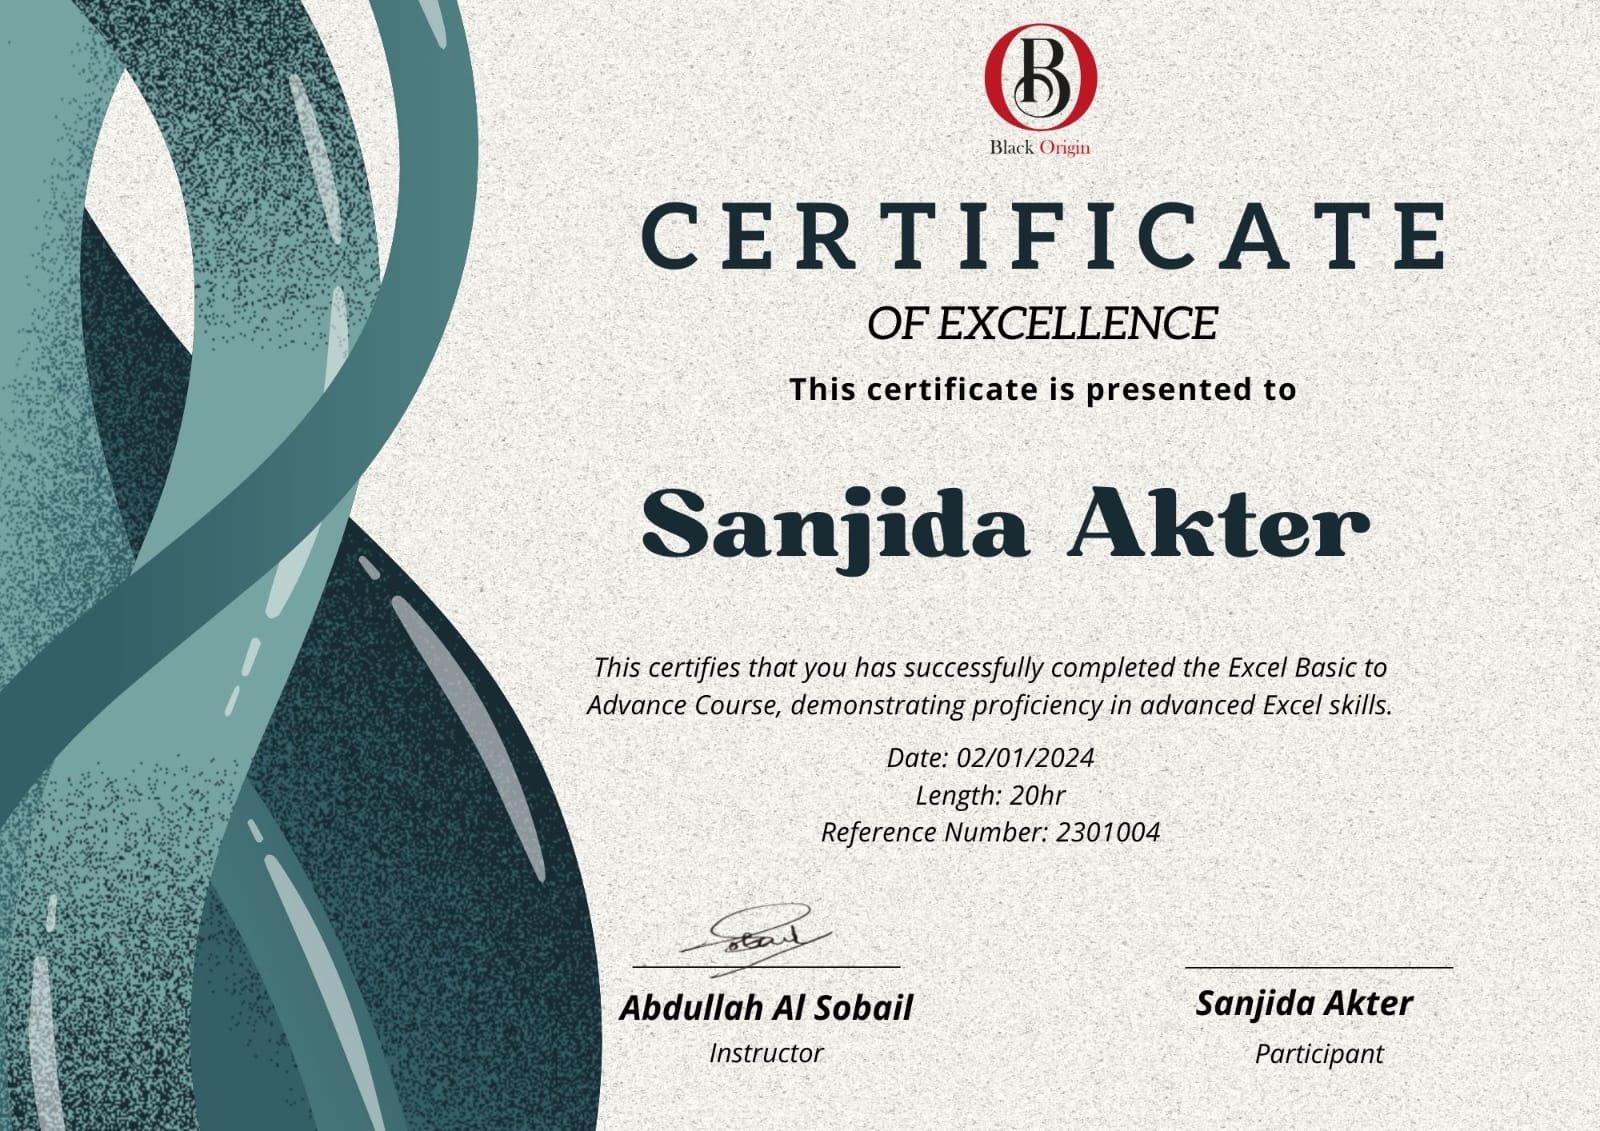 Black Origin
CERTIFICATE
OF EXCELLENCE
This certificate is presented to
Sanjida Akter
This certifies that you has successfully completed the Excel Basic to
Advance Course, demonstrating proficiency in advanced Excel skills.
Date: 02/01/2024
Length: 20hr
Reference Number: 2301004
Sobail
Abdullah Al Sobail
Instructor
Sanjida Akter
Participant